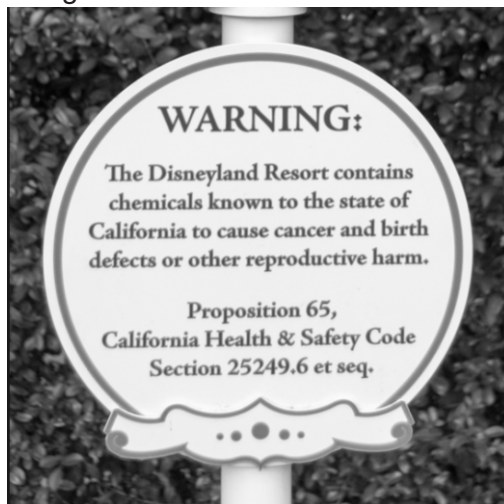 WARNING:
The Disneyland Resort contains
chemicals known to the state of
California to cause cancer and birth
defects or other reproductive harm.
Proposition 65,
California Health & Safety Code
Section 25249.6 et seq.